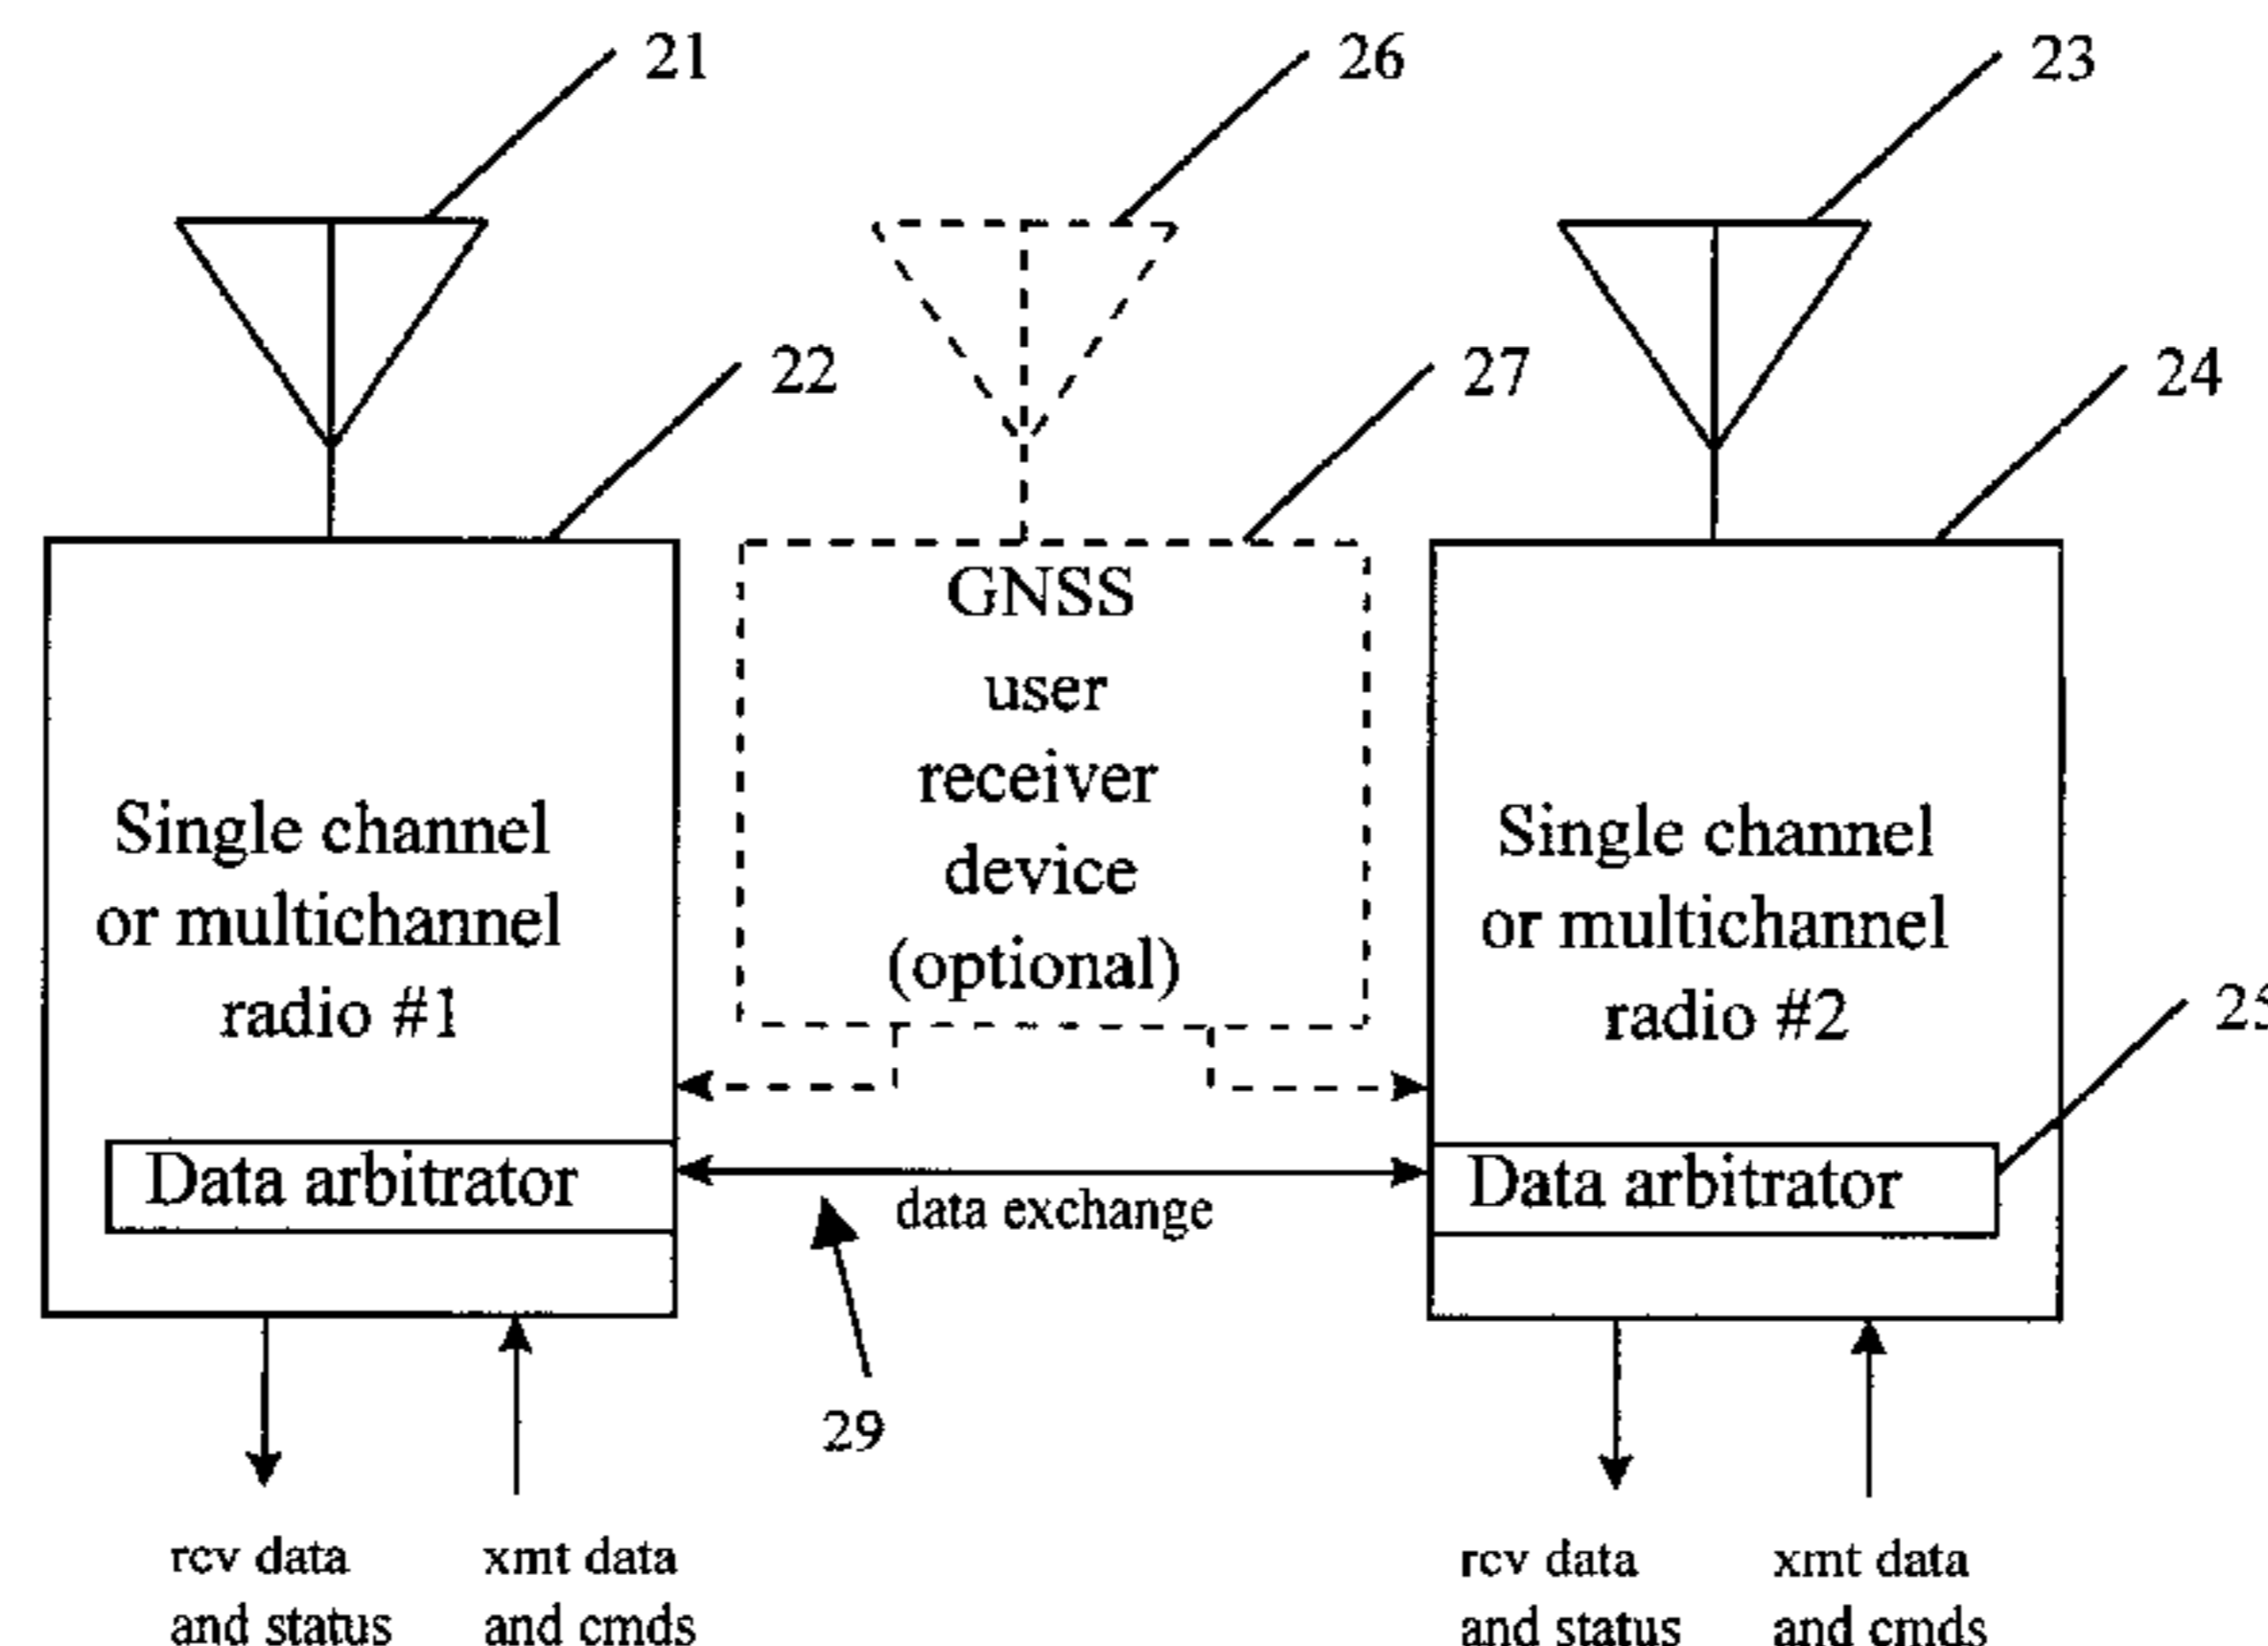 21
26
23
22
27
24
GNSS
user
receiver
device
(optional)
Single channel
or multichannel
radio #1
Single channel
or multichannel
radio #2
25
Data arbitrator
data exchange
Data arbitrator
29
rcv data
and status
xmt data
and cmds
rcv data
and status
xmt data
and cmds